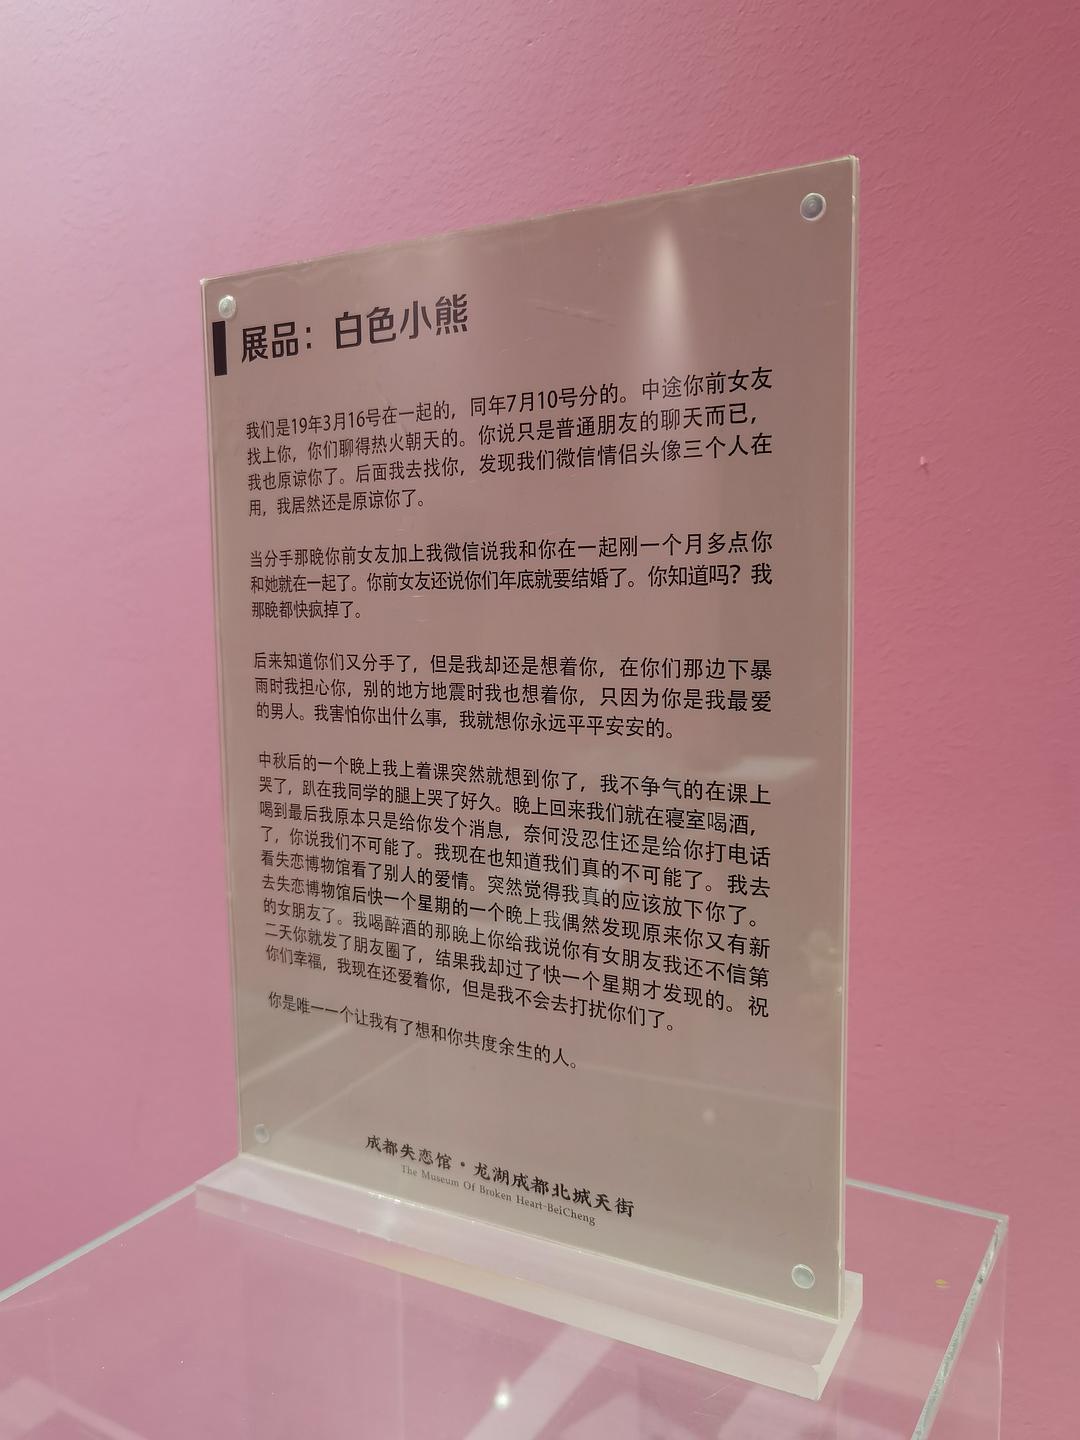 展品：白色小熊
我们是19年3月16号在一起的，同年7月10号分的。中途你前女友
找上你，你们聊得热火朝天的。你说只是普通朋友的聊天而已，
我也原谅你了。后面我去找你，发现我们微信情侣头像三个人在
用，我居然还是原谅你了。
当分手那晚你前女友加上我微信说我和你在一起刚一个月多点你
和她就在一起了。你前女友还说你们年底就要结婚了。你知道吗？我
那晚都快疯掉了。
后来知道你们又分手了，但是我却还是想着你，在你们那边下暴
雨时我担心你，别的地方地震时我也想着你，只因为你是我最爱
的男人。我害怕你出什么事，我就想你永远平平安安的。
中秋后的一个晚上我上着课突然就想到你了，我不争气的在课上
哭了，趴在我同学的腿上哭了好久。晚上回来我们就在寝室喝酒，
喝到最后我原本只是给你发个消息，奈何没忍住还是给你打电话
了，你说我们不可能了。我现在也知道我们真的不可能了。我去
看失恋博物馆看了别人的爱情。突然觉得我真的应该放下你了。
去失恋博物馆后快一个星期的一个晚上我偶然发现原来你又有新
的女朋友了。我喝醉酒的那晚上你给我说你有女朋友我还不信第
二天你就发了朋友圈了，结果我却过了快一个星期才发现的。祝
你们幸福，我现在还爱着你，但是我不会去打扰你们了。
你是唯一一个让我有了想和你共度余生的人。
成都失恋馆·龙湖成都北城天街
The Museum Of Broken Heart-BeiCheng